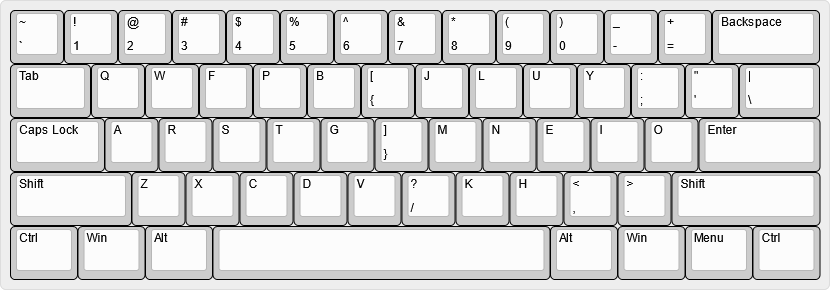 ~ ! @ # $ % ^ & * ( ) _ + Backspace
` 1 2 3 4 5 6 7 8 9 0 - =
Tab Q W F P B [ J L U Y : " |
{ ; ' \
Caps Lock A R S T G ] M N E I O Enter
}
Shift Z X C D V ? K H < > Shift
/ , .
Ctrl Win Alt Alt Win Menu Ctrl